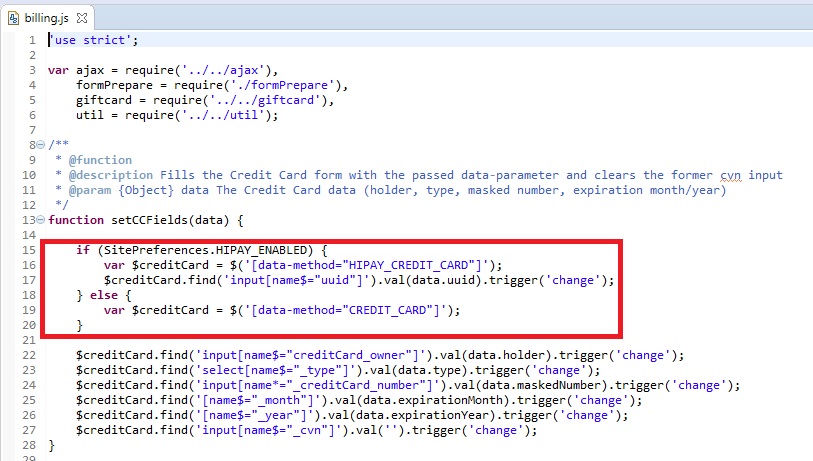 billing.js
1 'use strict';
2
3 var ajax = require('../../ajax'),
4     formPrepare = require('./formPrepare'),
5     giftcard = require('../../giftcard'),
6     util = require('../../util');
7
8 /**
9  * @function
10  * @description Fills the Credit Card form with the passed data-parameter and clears the former cvn input
11  * @param {Object} data The Credit Card data (holder, type, masked number, expiration month/year)
12  */
13 function setCCFields(data) {
14
15     if (SitePreferences.HIPAY_ENABLED) {
16         var $creditCard = $('[data-method="HIPAY_CREDIT_CARD"]');
17         $creditCard.find('input[name$="uuid"]').val(data.uuid).trigger('change');
18     } else {
19         var $creditCard = $('[data-method="CREDIT_CARD"]');
20     }
21
22     $creditCard.find('input[name$="creditCard_owner"]').val(data.holder).trigger('change');
23     $creditCard.find('select[name$="_type"]').val(data.type).trigger('change');
24     $creditCard.find('input[name*="_creditCard_number"]').val(data.maskedNumber).trigger('change');
25     $creditCard.find('[name$="_month"]').val(data.expirationMonth).trigger('change');
26     $creditCard.find('[name$="_year"]').val(data.expirationYear).trigger('change');
27     $creditCard.find('input[name$="_cvn"]').val('').trigger('change');
28 }
29